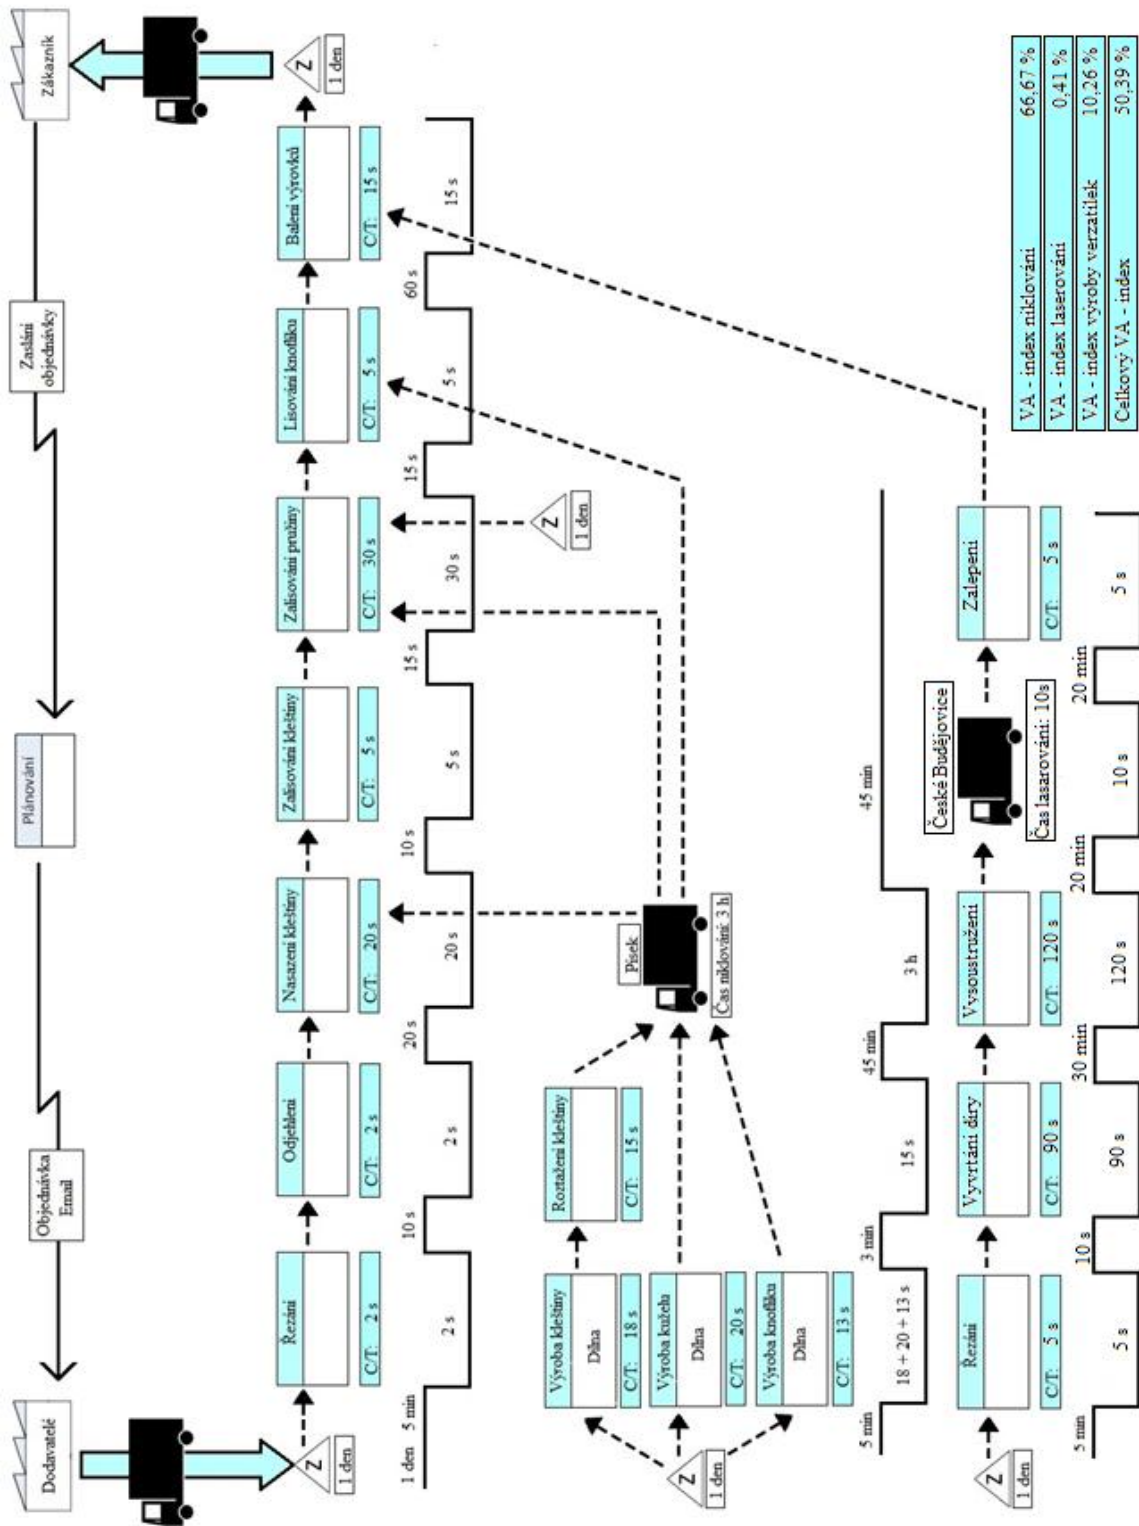 Dodavatelé
Objednávka
Email
Plánování
Zaslání
objednávky
Zákazník
Z
1 den
Řezání
C/T: 2 s
Odjehlení
C/T: 2 s
Nasazení kleštiny
C/T: 20 s
Zalisování kleštiny
C/T: 5 s
Zalisování pružiny
C/T: 30 s
Lisování knoflíku
C/T: 5 s
Balení výrovků
C/T: 15 s
Z
1 den
1 den
5 min
2 s
10 s
2 s
20 s
20 s
10 s
5 s
15 s
30 s
15 s
5 s
60 s
15 s
Z
1 den
Z
1 den
Výroba kleštiny
Dílna
C/T: 18 s
Výroba kuželu
Dílna
C/T: 20 s
Výroba knoflíku
Dílna
C/T: 13 s
Roztažení kleštiny
C/T: 15 s
Písek
Čas niklování: 3 h
5 min
18 + 20 + 13 s
3 min
15 s
45 min
3 h
45 min
Z
1 den
Řezání
C/T: 5 s
Vyvrtání díry
C/T: 90 s
Vysoustružení
C/T: 120 s
České Budějovice
Čas lasarování: 10s
Zalepení
C/T: 5 s
5 min
5 s
10 s
90 s
30 min
120 s
20 min
10 s
20 min
5 s
VA - index niklování 66,67 %
VA - index laserování 0,41 %
VA - index výroby verzatilek 10,26 %
Celkový VA - index 50,39 %